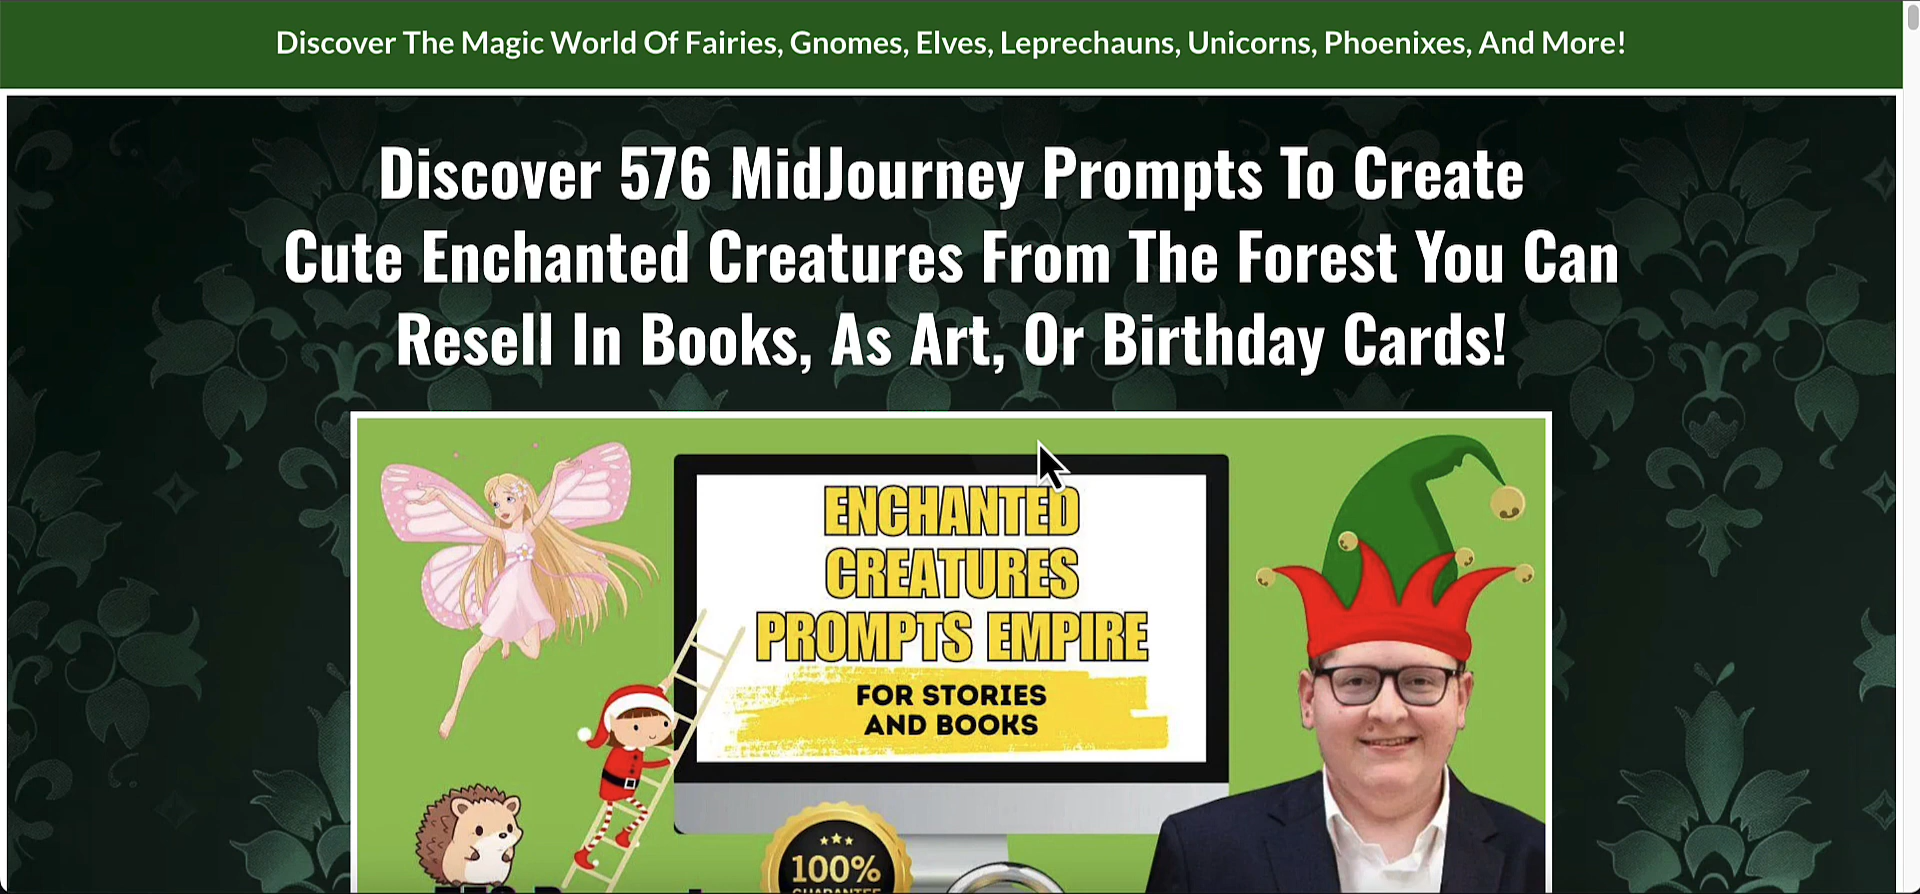 Discover The Magic World Of Fairies, Gnomes, Elves, Leprechauns, Unicorns, Phoenixes, And More!
Discover 576 MidJourney Prompts To Create
Cute Enchanted Creatures From The Forest You Can
Resell In Books, As Art, Or Birthday Cards!
ENCHANTED
CREATURES
PROMPTS EMPIRE
FOR STORIES
AND BOOKS
100%
GUARANTEE